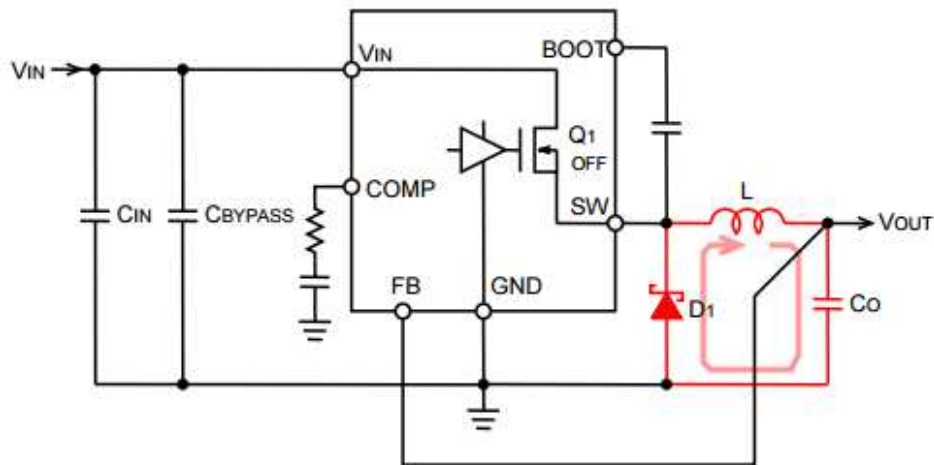 BOOT
VIN
VIN
Q1
OFF
COMP
SW
L
VOUT
CIN
CBYPASS
FB
GND
D1
CO